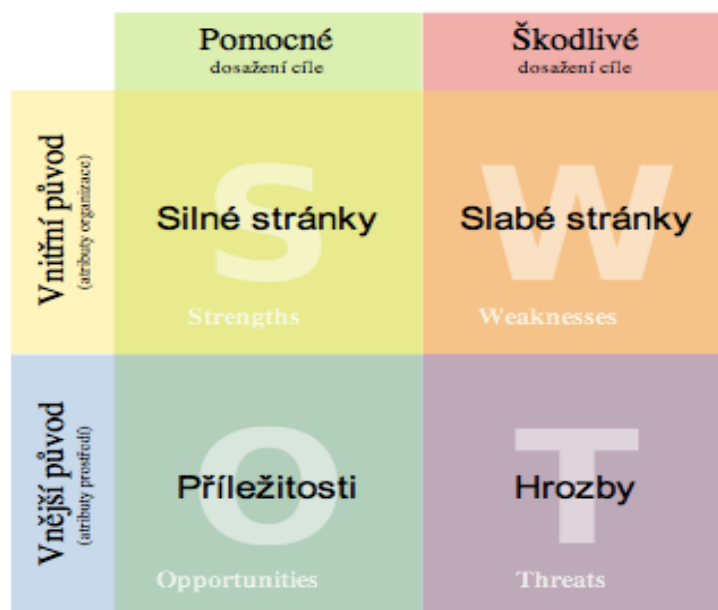 Pomocné
dosažení cíle
Škodlivé
dosažení cíle
Vnitřní původ
(atributy organizace)
S
Silné stránky
Strengths
W
Slabé stránky
Weaknesses
Vnější původ
(atributy prostředí)
O
Příležitosti
Opportunities
T
Hrozby
Threats